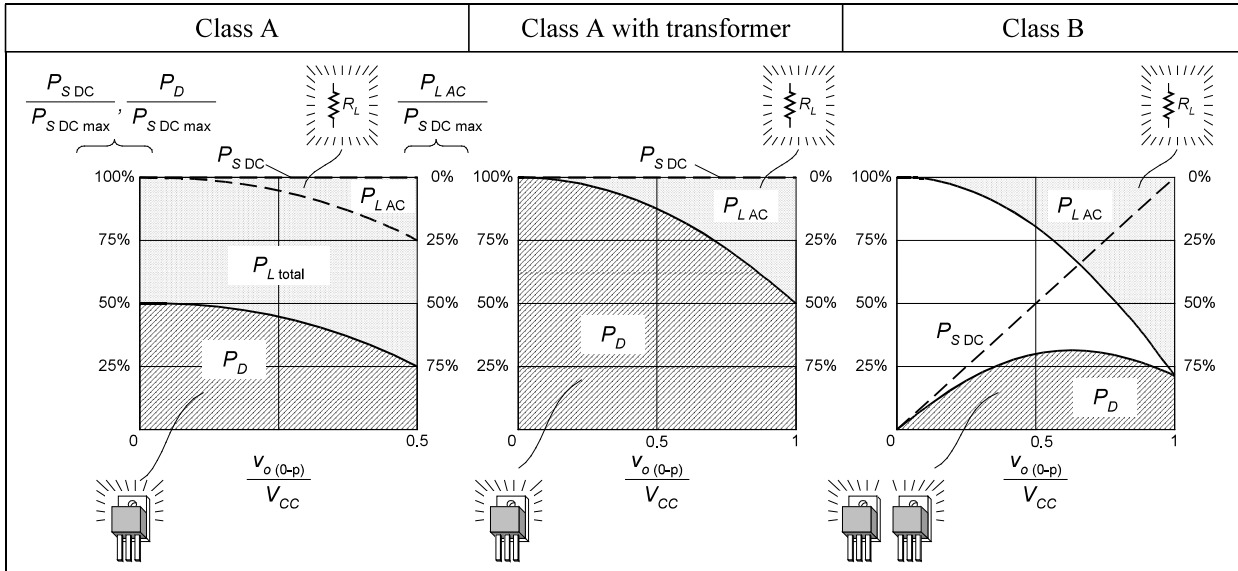 Class A
Class A with transformer
Class B
P_S DC / P_S DC max , P_D / P_S DC max
R_L
P_L AC / P_S DC max
R_L
R_L
P_S DC
P_S DC
100%
0%
100%
0%
100%
0%
P_L AC
P_L AC
P_L AC
75%
25%
75%
25%
75%
25%
P_L total
50%
50%
50%
50%
50%
50%
P_S DC
P_D
P_D
P_D
25%
75%
25%
75%
25%
75%
0
0.5
0
0.5
1
0
0.5
1
v_o (0-p) / V_CC
v_o (0-p) / V_CC
v_o (0-p) / V_CC